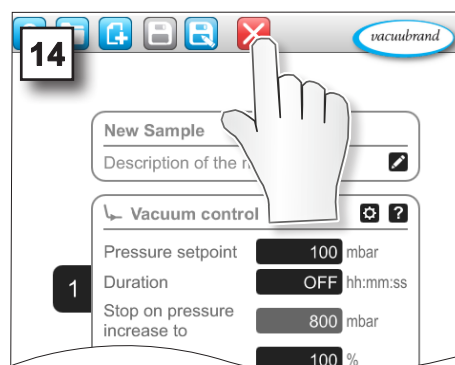 14
vacuubrand
New Sample
Description of the
Vacuum control
?
Pressure setpoint 100 mbar
1
Duration OFF hh:mm:ss
Stop on pressure
increase to 800 mbar
100 %